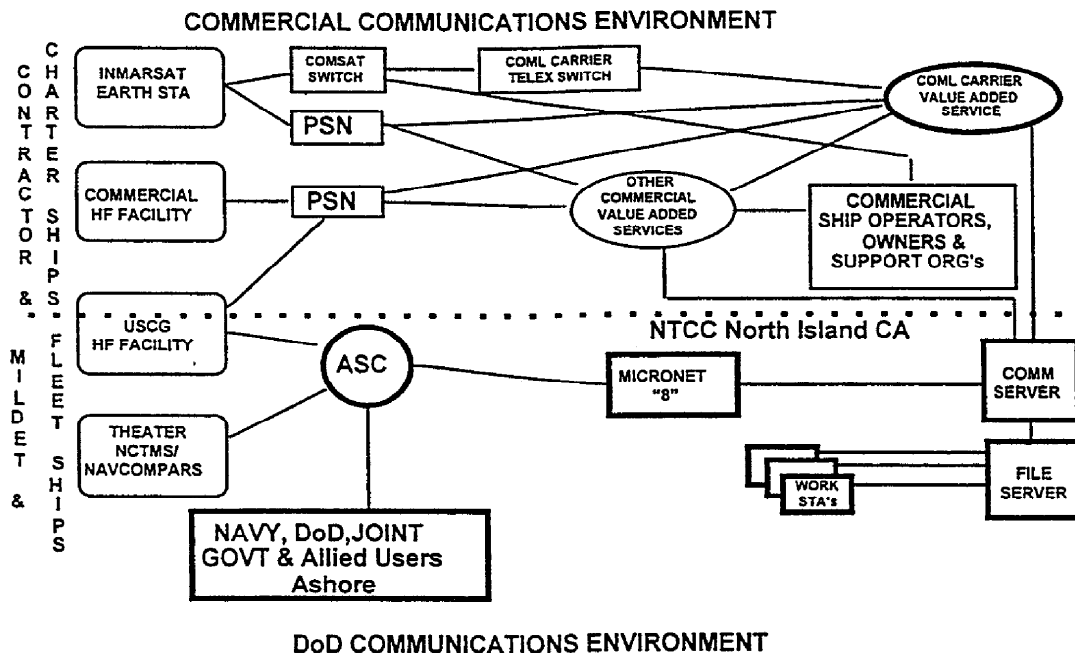 COMMERCIAL COMMUNICATIONS ENVIRONMENT
CONTRACTOR &
CHARTER SHIPS
INMARSAT
EARTH STA
COMSAT
SWITCH
COML CARRIER
TELEX SWITCH
COML CARRIER
VALUE ADDED
SERVICE
PSN
COMMERCIAL
HF FACILITY
PSN
OTHER
COMMERCIAL
VALUE ADDED
SERVICES
COMMERCIAL
SHIP OPERATORS,
OWNERS &
SUPPORT ORG's
MILDET &
FLEET SHIPS
USCG
HF FACILITY
NTCC North Island CA
ASC
MICRONET
"8"
COMM
SERVER
THEATER
NCTMS/
NAVCOMPARS
WORK
STA's
FILE
SERVER
NAVY, DoD,JOINT
GOVT & Allied Users
Ashore
DoD COMMUNICATIONS ENVIRONMENT